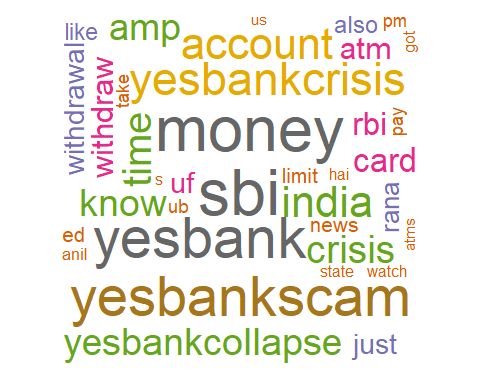 us
like amp also pm
account got
withdrawal withdraw take atm
yesbankcrisis
time money rbi pay
card
s uf sbi limit hai
know ub india rana
ed yesbank news atms
anil crisis
state watch
yesbankscam
yesbankcollapse just